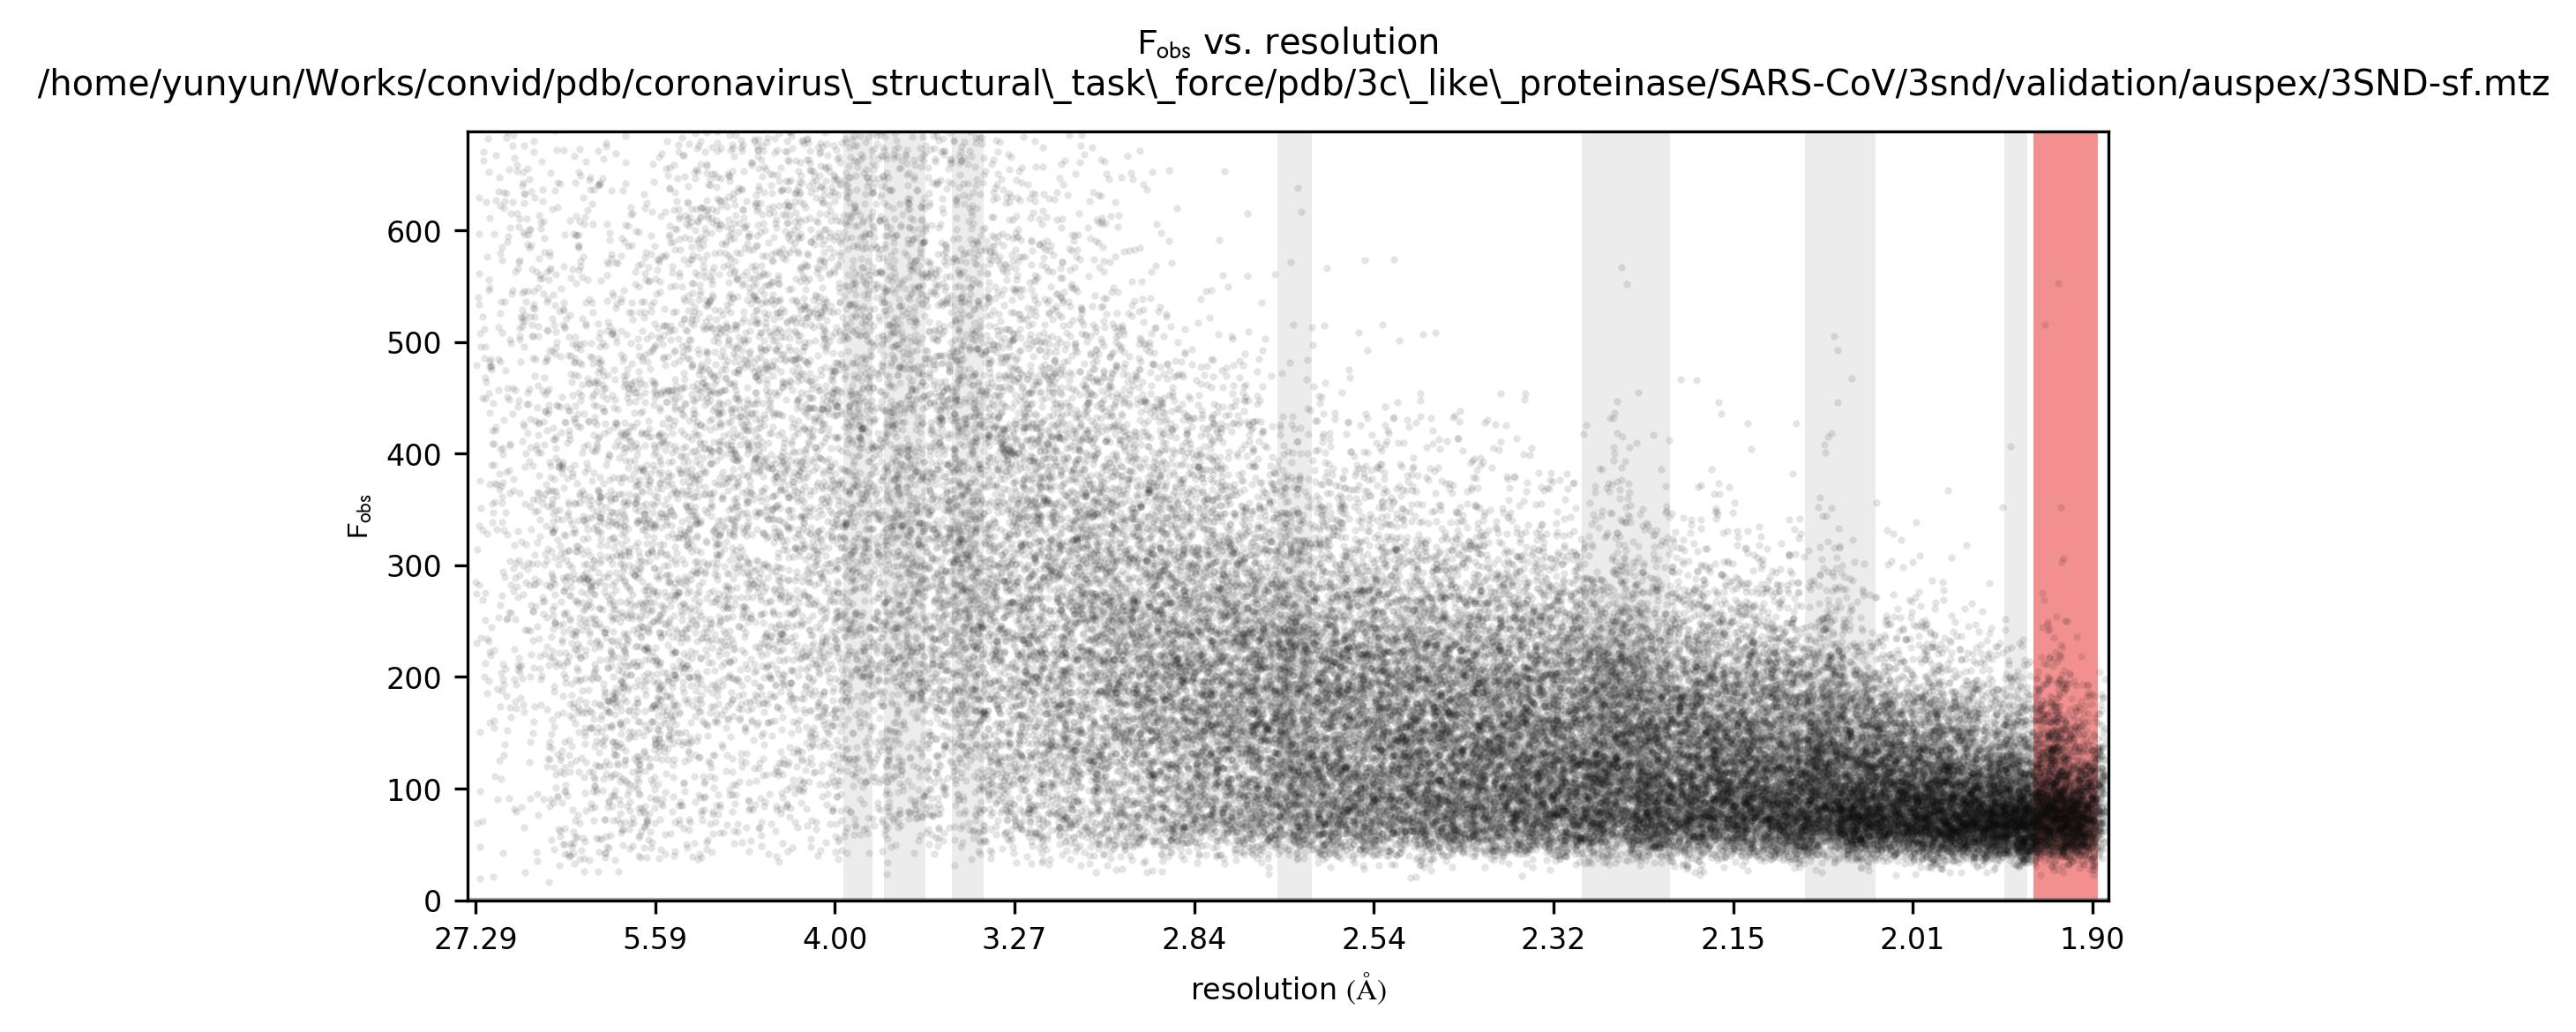 F_obs vs. resolution
/home/yunyun/Works/convid/pdb/coronavirus\_structural\_task\_force/pdb/3c\_like\_proteinase/SARS-CoV/3snd/validation/auspex/3SND-sf.mtz
600
500
400
300
200
100
0
F_obs
27.29 5.59 4.00 3.27 2.84 2.54 2.32 2.15 2.01 1.90
resolution (Å)